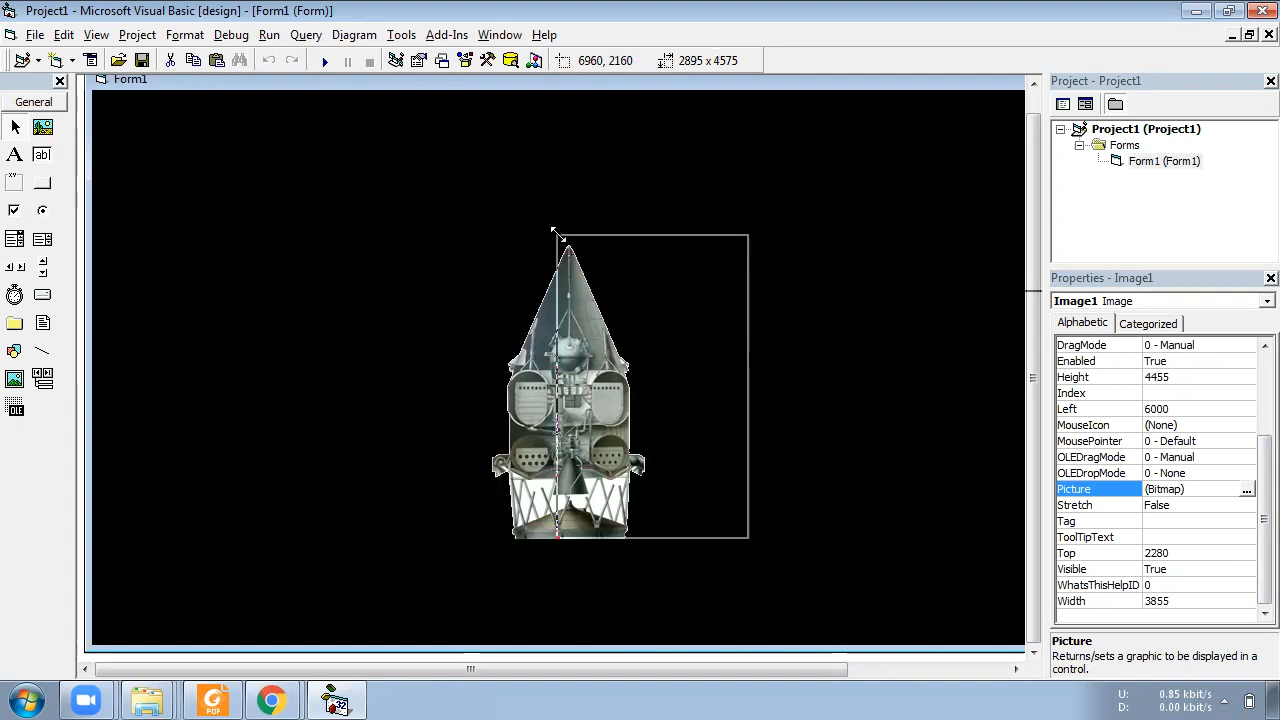 Project1 - Microsoft Visual Basic [design] - [Form1 (Form)]
File Edit View Project Format Debug Run Query Diagram Tools Add-Ins Window Help
6960, 2160
2895 x 4575
Form1
General
A
ab|
OLE
Project - Project1
Project1 (Project1)
Forms
Form1 (Form1)
Properties - Image1
Image1 Image
Alphabetic Categorized
DragMode 0 - Manual
Enabled True
Height 4455
Index
Left 6000
MouseIcon (None)
MousePointer 0 - Default
OLEDragMode 0 - Manual
OLEDropMode 0 - None
Picture (Bitmap) ...
Stretch False
Tag
ToolTipText
Top 2280
Visible True
WhatsThisHelpID 0
Width 3855
Picture
Returns/sets a graphic to be displayed in a
control.
PDF
32
U: 0.85 kbit/s
D: 0.00 kbit/s